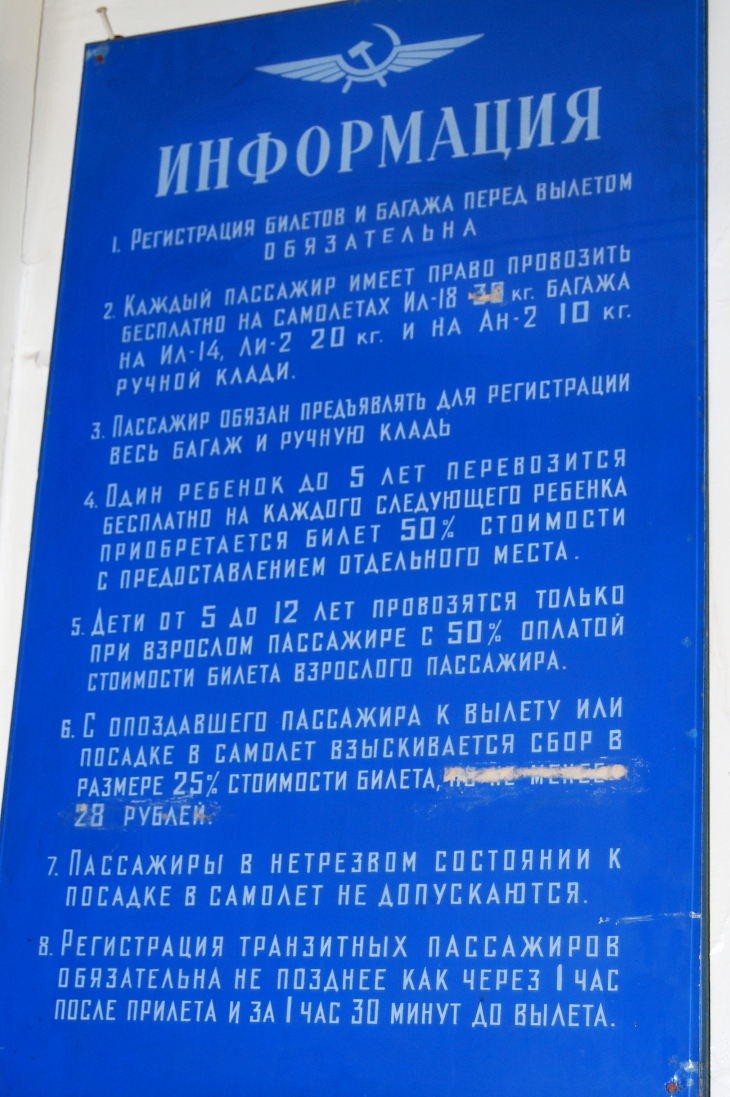 ИНФОРМАЦИЯ
1. Регистрация билетов и багажа перед вылетом
обязательна
2. Каждый пассажир имеет право провозить
бесплатно на самолетах Ил-18 кг. багажа
на Ил-14, Ли-2 20 кг. и на Ан-2 10 кг.
ручной клади.
3. Пассажир обязан предъявлять для регистрации
весь багаж и ручную кладь
4. Один ребенок до 5 лет перевозится
бесплатно на каждого следующего ребенка
приобретается билет 50% стоимости
с предоставлением отдельного места.
5. Дети от 5 до 12 лет провозятся только
при взрослом пассажире с 50% оплатой
стоимости билета взрослого пассажира.
6. С опоздавшего пассажира к вылету или
посадке в самолет взыскивается сбор в
размере 25% стоимости билета, но не менее
28 рублей.
7. Пассажиры в нетрезвом состоянии к
посадке в самолет не допускаются.
8. Регистрация транзитных пассажиров
обязательна не позднее как через 1 час
после прилета и за 1 час 30 минут до вылета.